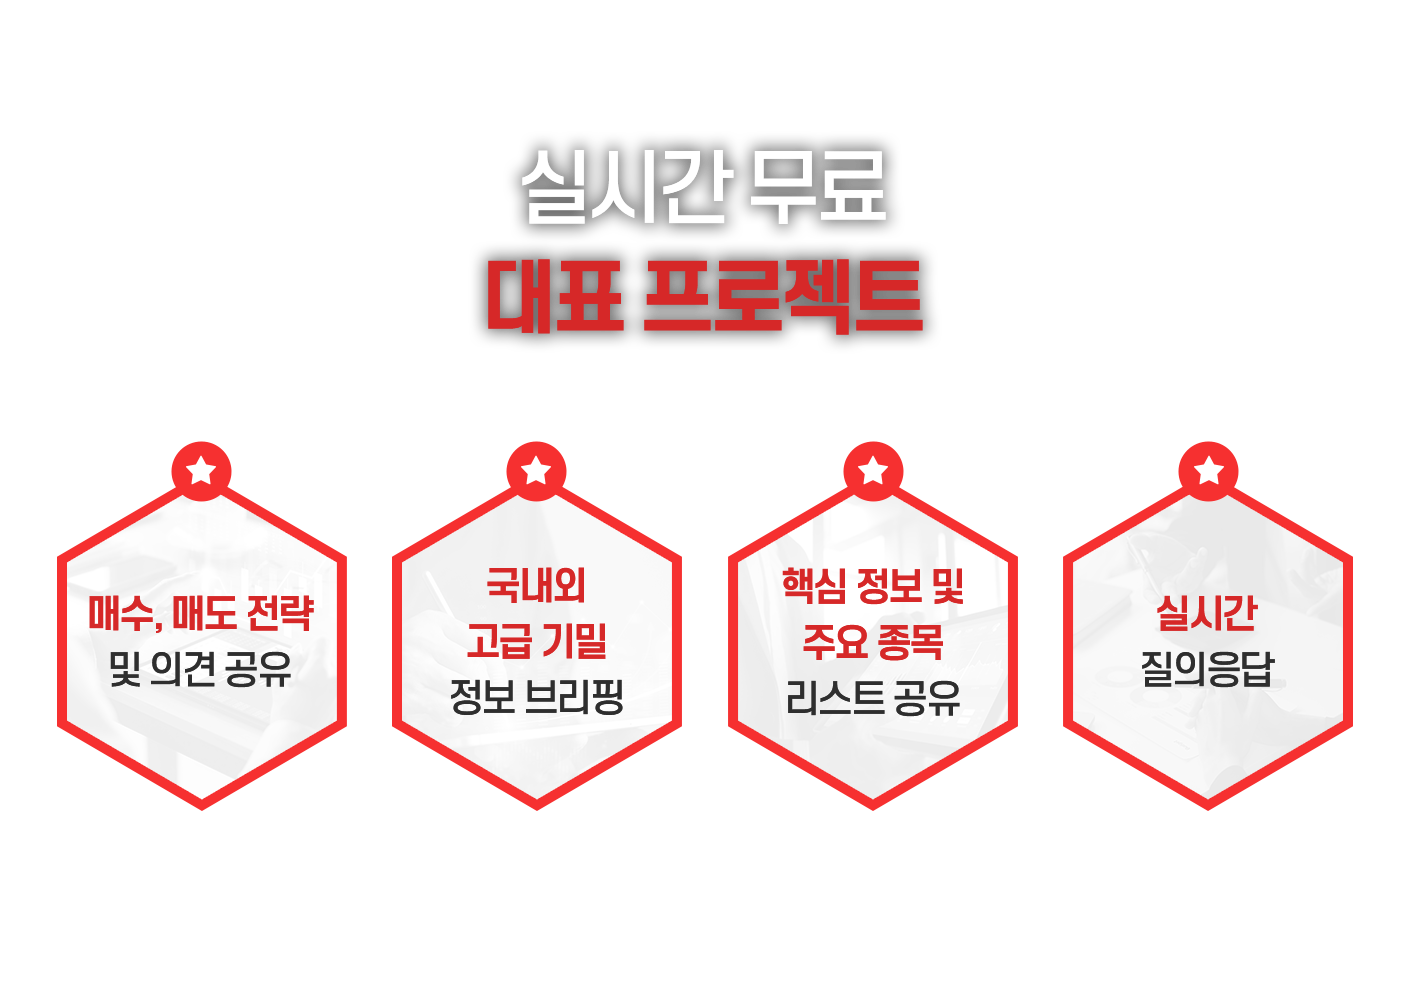 실시간 무료
대표 프로젝트
매수, 매도 전략
및 의견 공유
국내외
고급 기밀
정보 브리핑
핵심 정보 및
주요 종목
리스트 공유
실시간
질의응답